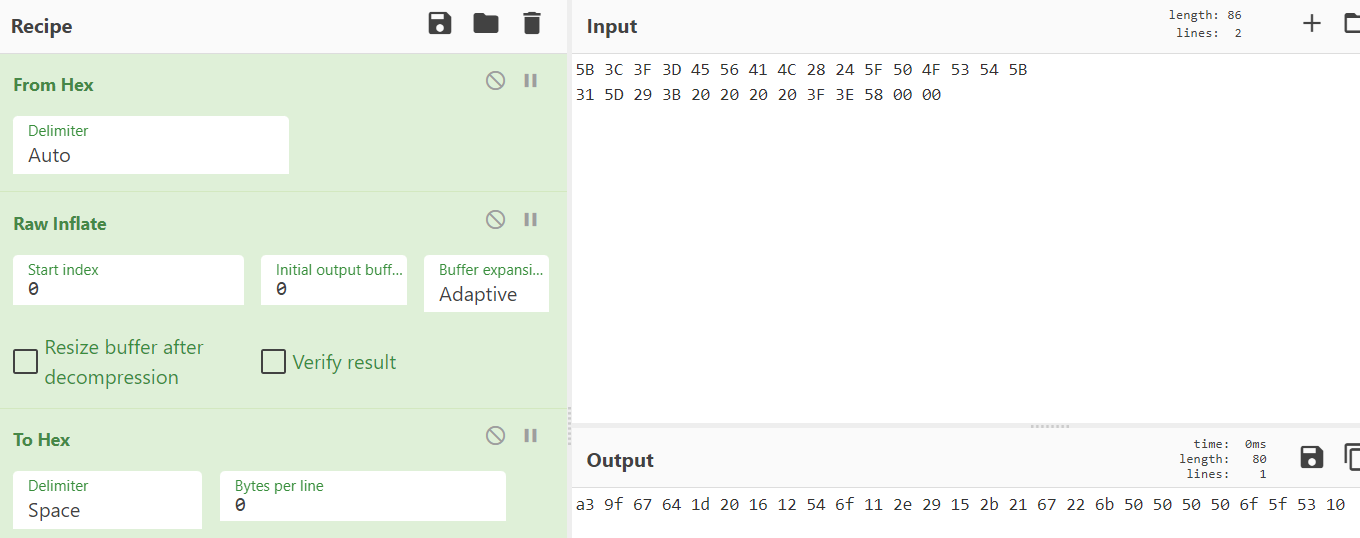 Recipe
From Hex
Delimiter
Auto
Raw Inflate
Start index
0
Initial output buff...
0
Buffer expansi...
Adaptive
Resize buffer after
decompression
Verify result
To Hex
Delimiter
Space
Bytes per line
0
Input
length: 86
lines: 2
5B 3C 3F 3D 45 56 41 4C 28 24 5F 50 4F 53 54 5B
31 5D 29 3B 20 20 20 20 3F 3E 58 00 00
Output
time: 0ms
length: 80
lines: 1
a3 9f 67 64 1d 20 16 12 54 6f 11 2e 29 15 2b 21 67 22 6b 50 50 50 50 6f 5f 53 10